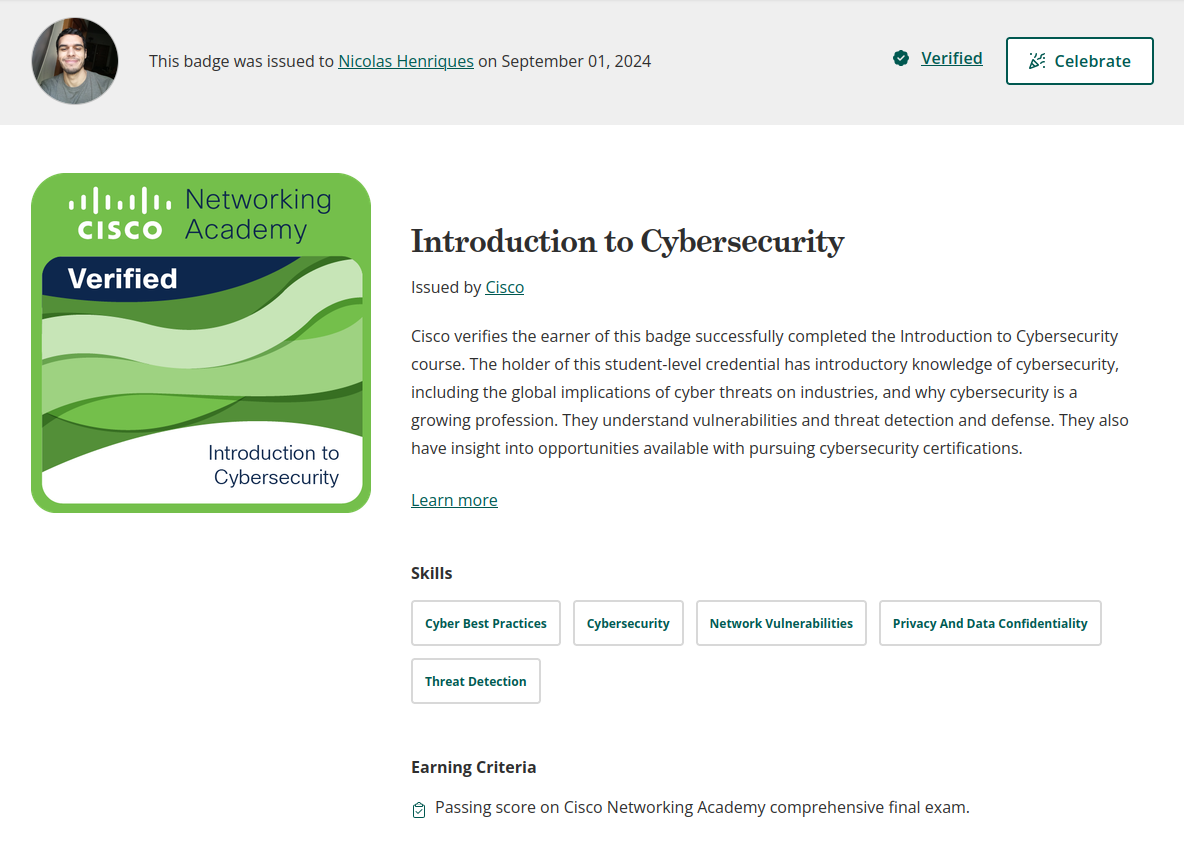 This badge was issued to Nicolas Henriques on September 01, 2024
Verified
Celebrate
CISCO
Networking
Academy
Verified
Introduction to
Cybersecurity
Introduction to Cybersecurity
Issued by Cisco
Cisco verifies the earner of this badge successfully completed the Introduction to Cybersecurity
course. The holder of this student-level credential has introductory knowledge of cybersecurity,
including the global implications of cyber threats on industries, and why cybersecurity is a
growing profession. They understand vulnerabilities and threat detection and defense. They also
have insight into opportunities available with pursuing cybersecurity certifications.
Learn more
Skills
Cyber Best Practices
Cybersecurity
Network Vulnerabilities
Privacy And Data Confidentiality
Threat Detection
Earning Criteria
Passing score on Cisco Networking Academy comprehensive final exam.